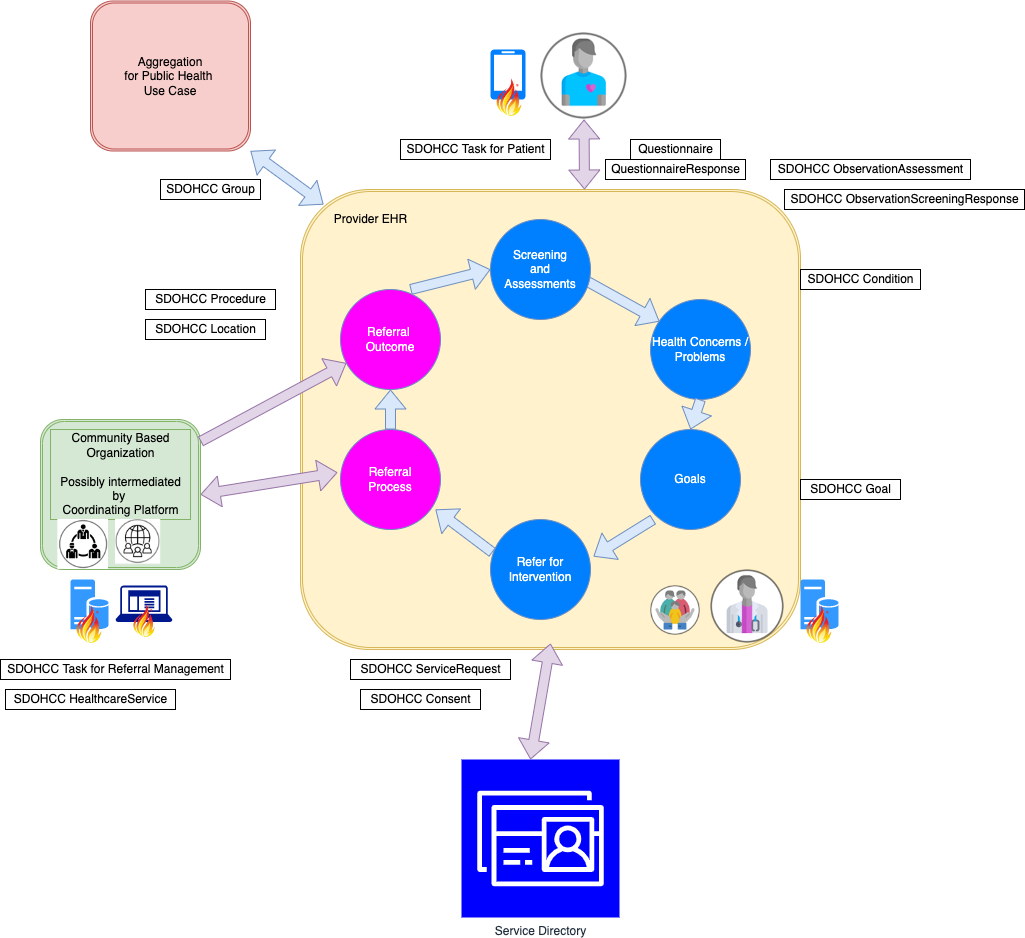 Aggregation
for Public Health
Use Case
SDOHCC Task for Patient
Questionnaire
QuestionnaireResponse
SDOHCC ObservationAssessment
SDOHCC ObservationScreeningResponse
SDOHCC Group
Provider EHR
Screening
and
Assessments
SDOHCC Condition
SDOHCC Procedure
SDOHCC Location
Referral
Outcome
Health Concerns /
Problems
Community Based
Organization
Possibly intermediated
by
Coordinating Platform
Referral
Process
Goals
SDOHCC Goal
Refer for
Intervention
SDOHCC Task for Referral Management
SDOHCC HealthcareService
SDOHCC ServiceRequest
SDOHCC Consent
Service Directory